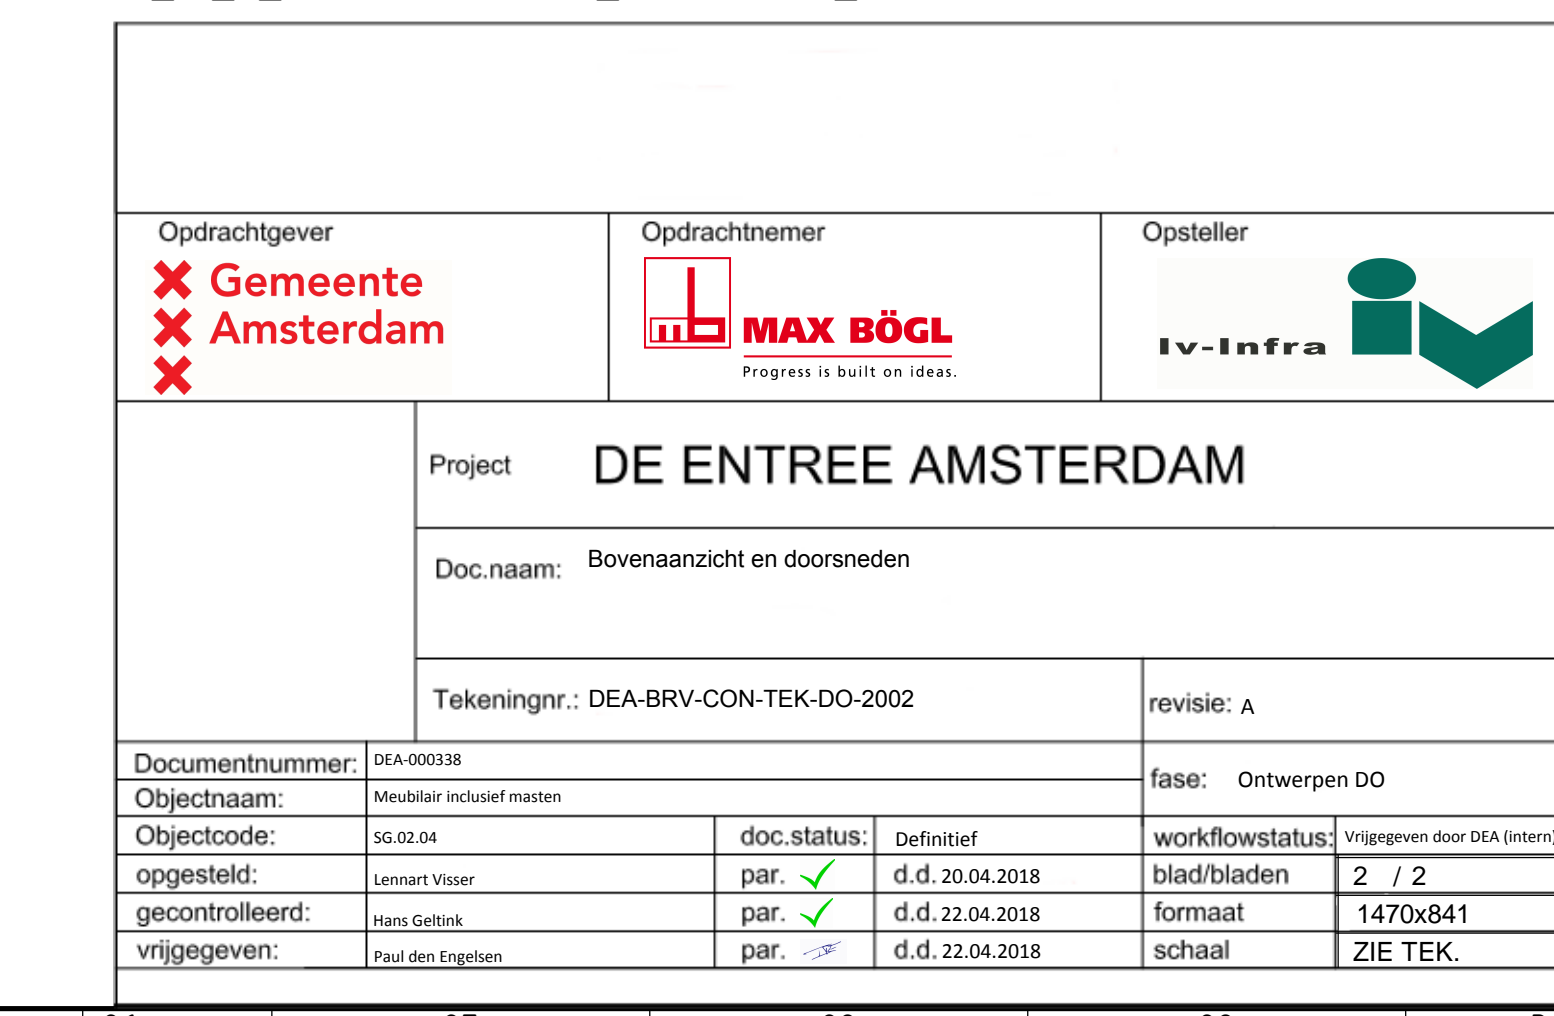 Opdrachtgever Opdrachtnemer Opsteller
Gemeente
Amsterdam
MAX BÖGL
Progress is built on ideas.
Iv-Infra
Project DE ENTREE AMSTERDAM
Doc.naam: Bovenaanzicht en doorsneden
Tekeningnr.: DEA-BRV-CON-TEK-DO-2002 revisie: A
Documentnummer: DEA-000338
fase: Ontwerpen DO
Objectnaam: Meubilair inclusief masten
Objectcode: SG.02.04 doc.status: Definitief workflowstatus: Vrijgegeven door DEA (intern)
opgesteld: Lennart Visser par. d.d. 20.04.2018 blad/bladen 2 / 2
gecontrolleerd: Hans Geltink par. d.d. 22.04.2018 formaat 1470x841
vrijgegeven: Paul den Engelsen par. d.d. 22.04.2018 schaal ZIE TEK.